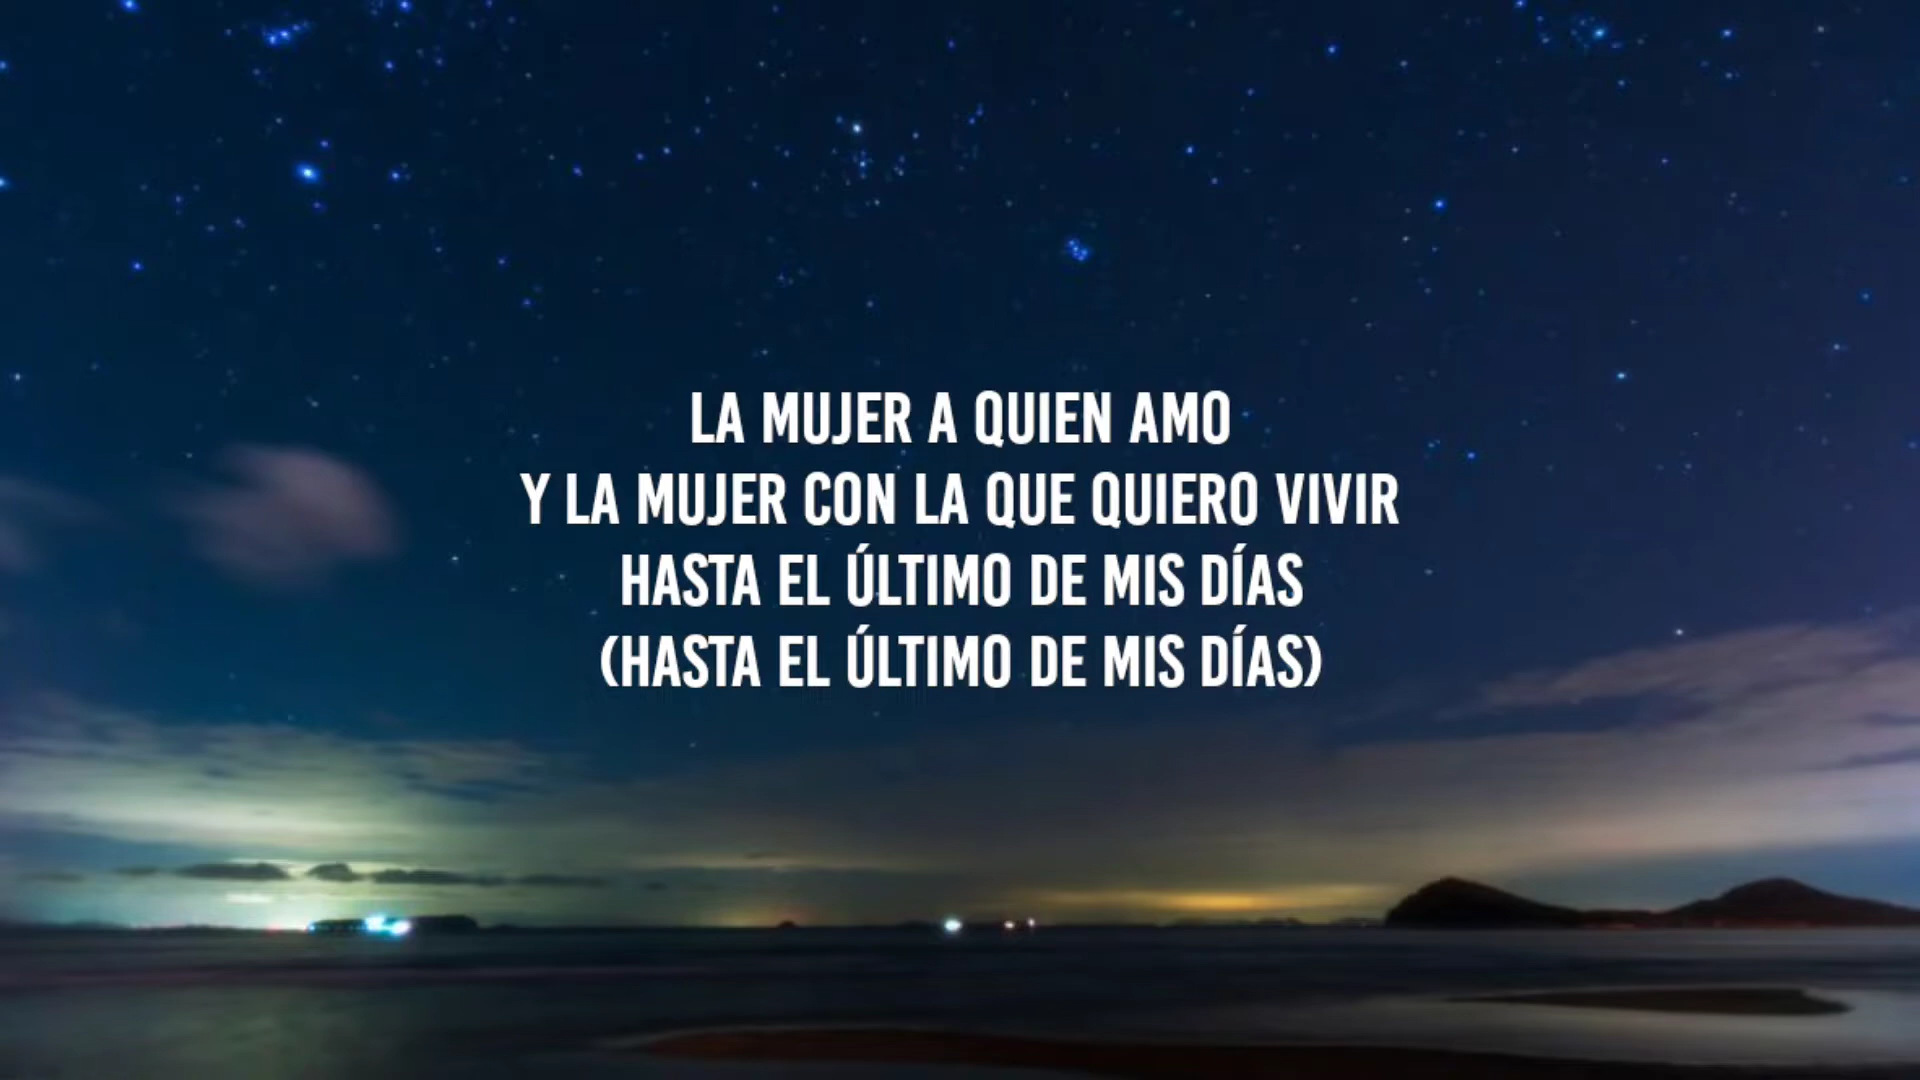 LA MUJER A QUIEN AMO
Y LA MUJER CON LA QUE QUIERO VIVIR
HASTA EL ÚLTIMO DE MIS DÍAS
(HASTA EL ÚLTIMO DE MIS DÍAS)